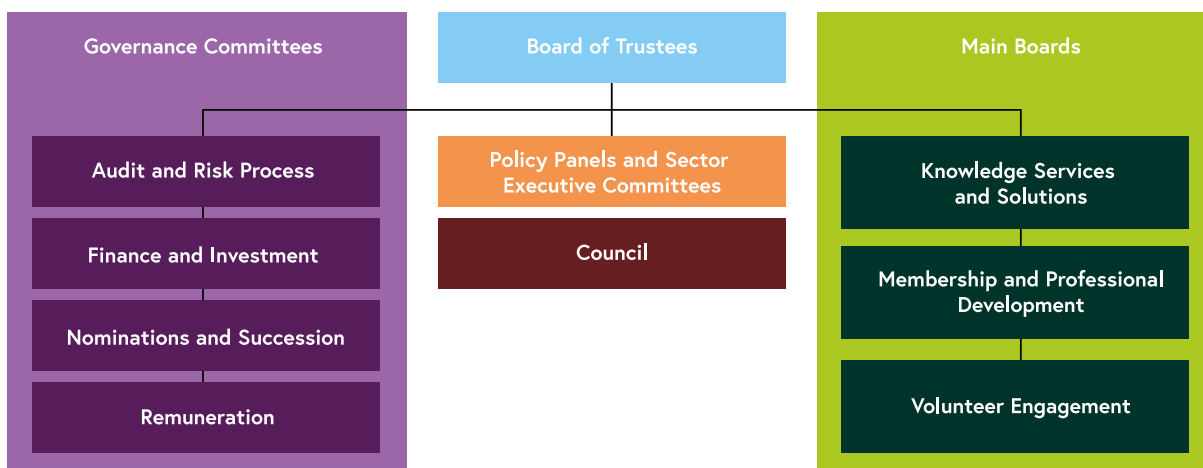 Governance Committees
Audit and Risk Process
Finance and Investment
Nominations and Succession
Remuneration
Board of Trustees
Policy Panels and Sector
Executive Committees
Council
Main Boards
Knowledge Services
and Solutions
Membership and Professional
Development
Volunteer Engagement